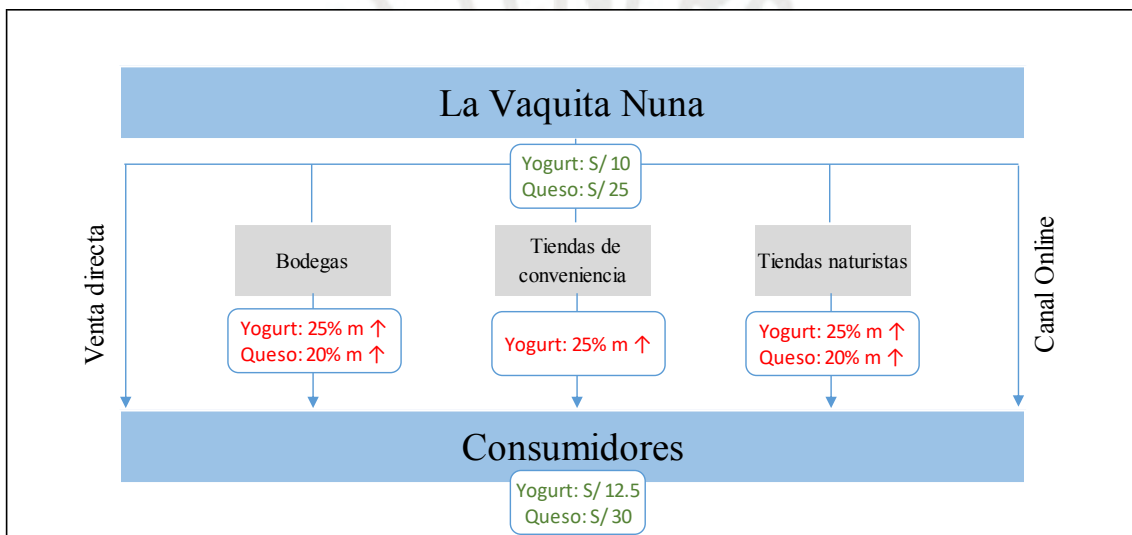 La Vaquita Nuna
Yogurt: S/ 10
Queso: S/ 25
Venta directa
Bodegas
Tiendas de
conveniencia
Tiendas naturistas
Canal Online
Yogurt: 25% m ↑
Queso: 20% m ↑
Yogurt: 25% m ↑
Yogurt: 25% m ↑
Queso: 20% m ↑
Consumidores
Yogurt: S/ 12.5
Queso: S/ 30